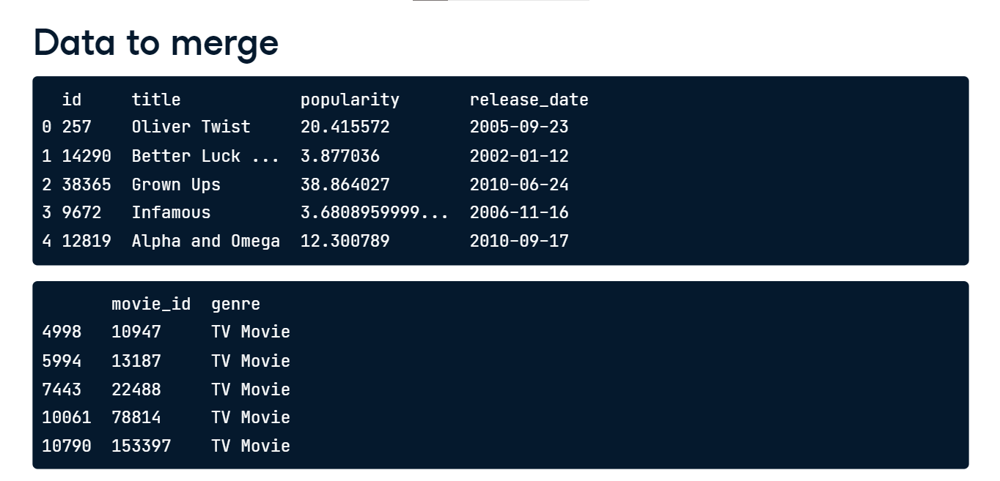 Data to merge
id title popularity release_date
0 257 Oliver Twist 20.415572 2005-09-23
1 14290 Better Luck ... 3.877036 2002-01-12
2 38365 Grown Ups 38.864027 2010-06-24
3 9672 Infamous 3.6808959999... 2006-11-16
4 12819 Alpha and Omega 12.300789 2010-09-17
movie_id genre
4998 10947 TV Movie
5994 13187 TV Movie
7443 22488 TV Movie
10061 78814 TV Movie
10790 153397 TV Movie